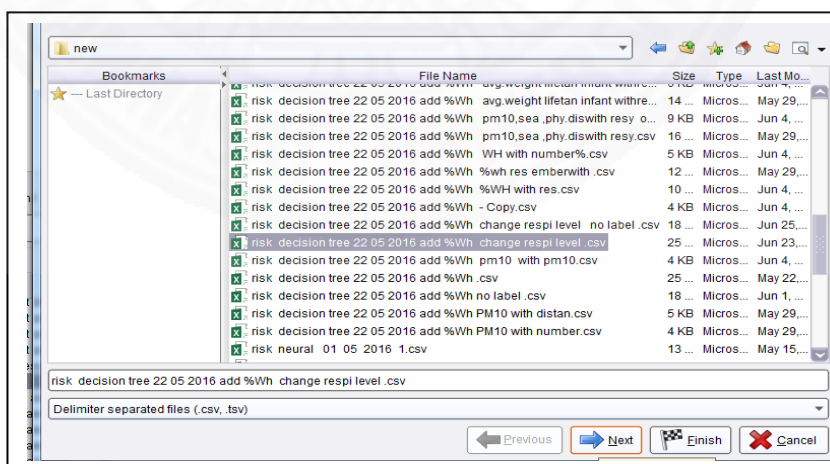 new
Bookmarks
File Name Size Type Last Mo...
--- Last Directory
risk decision tree 22 05 2016 add %Wh avg.weight lifetan infant withre... 14 ... Micros... May 29,...
risk decision tree 22 05 2016 add %Wh pm10,sea ,phy.diswith resy o... 9 KB Micros... Jun 4, ...
risk decision tree 22 05 2016 add %Wh pm10,sea ,phy.diswith resy.csv 16 ... Micros... May 29,...
risk decision tree 22 05 2016 add %Wh WH with number%.csv 5 KB Micros... Jun 4, ...
risk decision tree 22 05 2016 add %Wh %wh res emberwith .csv 12 ... Micros... May 29,...
risk decision tree 22 05 2016 add %Wh %WH with res.csv 10 ... Micros... Jun 4, ...
risk decision tree 22 05 2016 add %Wh - Copy.csv 4 KB Micros... Jun 4, ...
risk decision tree 22 05 2016 add %Wh change respi level no label .csv 18 ... Micros... Jun 25,...
risk decision tree 22 05 2016 add %Wh change respi level .csv 25 ... Micros... Jun 23,...
risk decision tree 22 05 2016 add %Wh pm10 with pm10.csv 4 KB Micros... Jun 4, ...
risk decision tree 22 05 2016 add %Wh .csv 25 ... Micros... May 22,...
risk decision tree 22 05 2016 add %Wh no label .csv 18 ... Micros... Jun 1, ...
risk decision tree 22 05 2016 add %Wh PM10 with distan.csv 5 KB Micros... May 29,...
risk decision tree 22 05 2016 add %Wh PM10 with number.csv 4 KB Micros... May 29,...
risk neural 01 05 2016 1.csv 13 ... Micros... May 15,...
risk decision tree 22 05 2016 add %Wh change respi level .csv
Delimiter separated files (.csv, .tsv)
Previous Next Finish Cancel